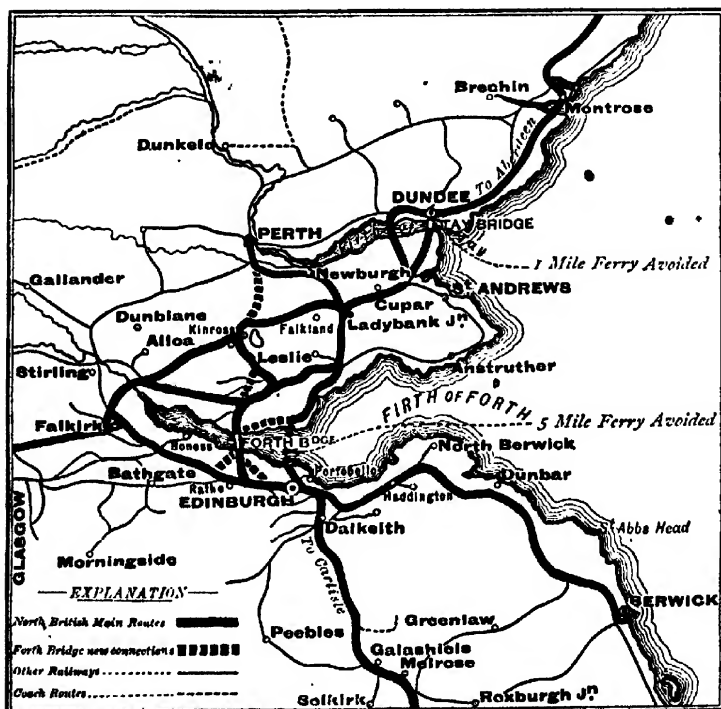 Brechin
Montrose
Dunkeld
To Aberdeen
DUNDEE
TAY BRIDGE
PERTH
Tay
1 Mile Ferry Avoided
Newburgh
Callander
ST ANDREWS
Cupar
Dunblane
Falkland
Ladybank Jn.
Kinross
Alloa
Leslie
Stirling
Anstruther
FIRTH OF FORTH
5 Mile Ferry Avoided
Falkirk
Boness
FORTH BDGE
North Berwick
Bathgate
Portobello
Dunbar
Ratho
EDINBURGH
Haddington
GLASGOW
Dalkeith
St Abbs Head
Morningside
To Carlisle
EXPLANATION
BERWICK
North British Main Routes
Greenlaw
Peebles
Forth Bridge new connections
Galashiels
Melrose
Other Railways
Coach Routes
Selkirk
Roxburgh Jn.